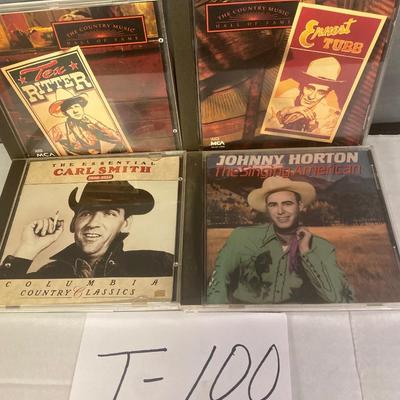 THE COUNTRY MUSIC
HALL OF FAME
Tex
RITTER
MCA
THE COUNTRY MUSIC
HALL OF FAME
Ernest
TUBB
MCA
THE ESSENTIAL
CARL SMITH
COLUMBIA
COUNTRY CLASSICS
JOHNNY HORTON
The Singing American
T-100